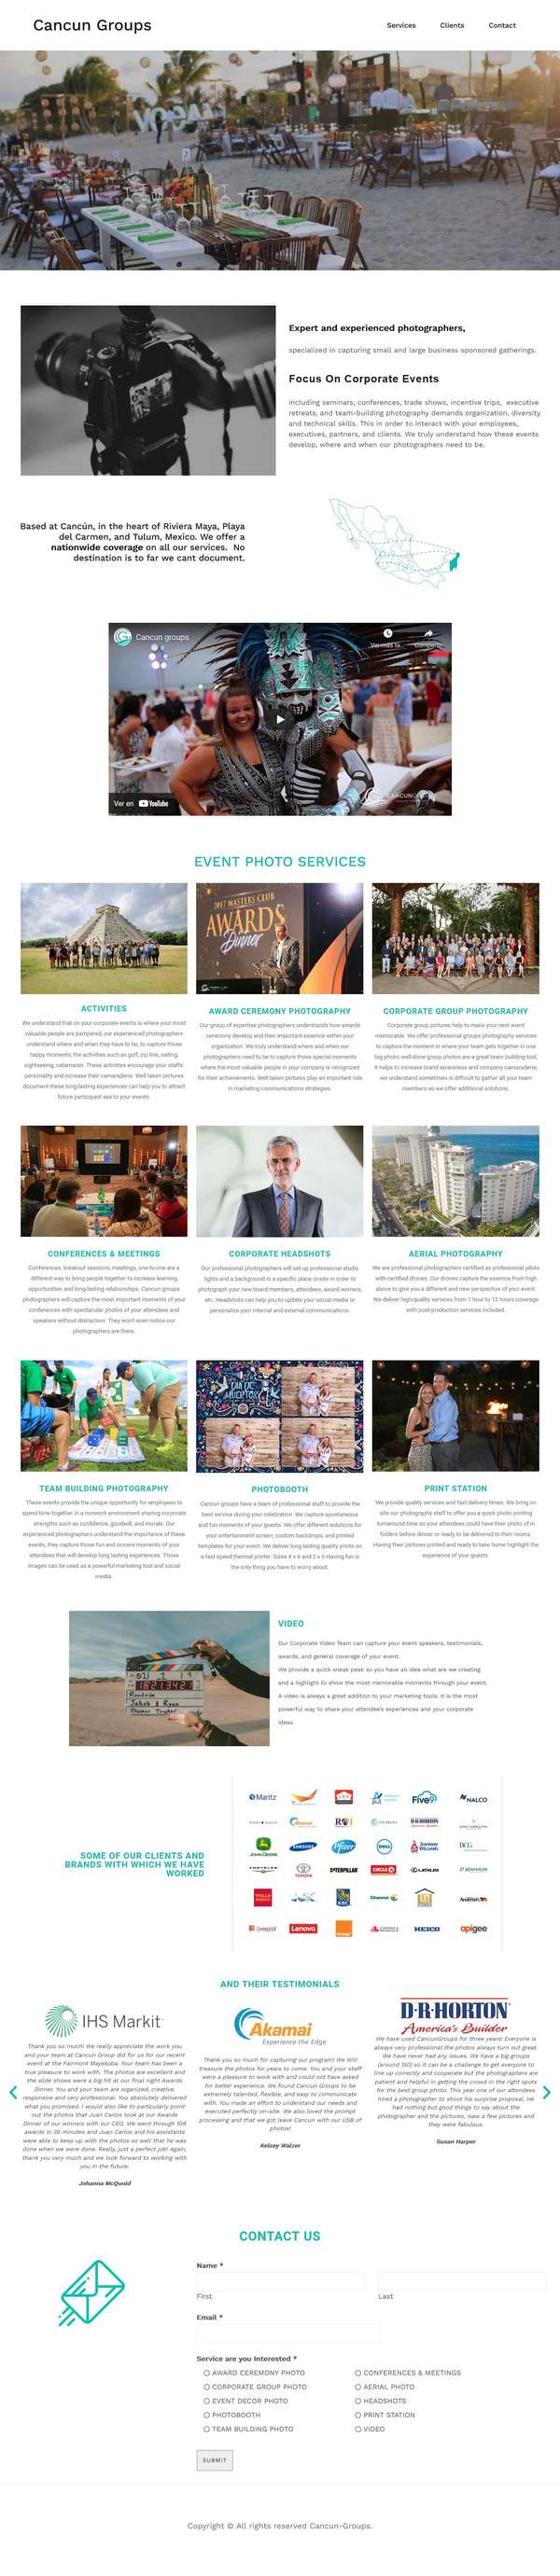 Cancun Groups
Services Clients Contact
Expert and experienced photographers,
specialized in capturing small and large business sponsored gatherings.
Focus On Corporate Events
including seminars, conferences, trade shows, incentive trips, executive
retreats, and team-building photography demands organization, diversity
and technical skills. This in order to interact with your employees,
executives, partners, and clients. We truly understand how these events
develop, where and when our photographers need to be.
Based at Cancún, in the heart of Riviera Maya, Playa
del Carmen, and Tulum, Mexico. We offer a
nationwide coverage on all our services. No
destination is to far we cant document.
Cancun groups
Ver en YouTube
EVENT PHOTO SERVICES
2017 MASTERS CLUB
AWARDS
Dinner
ACTIVITIES
We understand that on your corporate events is where your most
valuable people are pampered, our experienced photographers
understand where and when they have to be, to capture those
happy moments; the activities such as golf, zip line, sailing,
sightseeing, catamaran. These activities encourage your staffs'
personality and increase their camaraderie. Well taken pictures
document these long-lasting experiences can help you to attract
future participant see to your events.
AWARD CEREMONY PHOTOGRAPHY
Our group of expertise photographers understands how awards
ceremony develop and their important essence within your
organization. We truly understand where and when our
photographers need to be to capture those special moments
where the most valuable people in your company is recognized
for their achievements. Well taken pictures play an important role
in marketing communications strategies.
CORPORATE GROUP PHOTOGRAPHY
Corporate group pictures help to make your next event
memorable. We offer professional groups photography services
to capture the moment in where your team gets together in one
big photo; well-done group photos are a great team building tool,
it helps to increase brand awareness and company camaraderie;
we understand sometimes is difficult to gather all your team
members so we offer additional solutions.
CONFERENCES & MEETINGS
Conferences, breakout sessions, meetings, one-to-one are a
different way to bring people together to increase learning
opportunities and long-lasting relationships. Cancun groups
photographers will capture the most important moments of your
conferences with spectacular photos of your attendees and
speakers without distraction. They won't even notice our
photographers are there.
CORPORATE HEADSHOTS
Our professional photographers will set up professional studio
lights and a background in a specific place onsite in order to
photograph your new board members, attendees, award winners,
etc. Headshots can help you to update your social media or
personalize your internal and external communications.
AERIAL PHOTOGRAPHY
We are professional photographers certified as professional pilots
with certified drones. Our drones capture the essence from high
above to give you a different and new perspective of your event.
We deliver high-quality services from 1 hour to 12 hours coverage
with post production services included.
TEAM BUILDING PHOTOGRAPHY
These events provide the unique opportunity for employees to
spend time together in a nonwork environment sharing corporate
strengths such as confidence, goodwill, and morale. Our
experienced photographers understand the importance of these
events, they capture those fun and sincere moments of your
attendees that will develop long lasting experiences. Those
images can be used as a powerful marketing tool and social
media.
PHOTOBOOTH
Cancun groups have a team of professional staff to provide the
best service during your celebration. We capture spontaneous
and fun moments of your guests. We offer different solutions for
your entertainment screen, custom backdrops, and printed
templates for your event. We deliver long lasting quality prints on
a fast speed thermal printer. Sizes 4 x 6 and 2 x 6 Having fun is
the only thing you have to worry about.
PRINT STATION
We provide quality services and fast delivery times. We bring on
site our photography staff to offer you a quick photo printing
turnaround time so your attendees could have their photo of in
folders before dinner or ready to be delivered to their rooms.
Having their pictures printed and ready to take home highlight the
experience of your guests.
VIDEO
Our Corporate Video Team can capture your event speakers, testimonials,
awards, and general coverage of your event.
We provide a quick sneak peak so you have an idea what are we creating
and a highlight to show the most memorable moments through your event.
A video is always a great addition to your marketing tools. It is the most
powerful way to share your attendee's experiences and your corporate
ideas.
SOME OF OUR CLIENTS AND
BRANDS WITH WHICH WE HAVE
WORKED
Maritz Five9 NALCO
IHS Markit D·R·HORTON
JOHN DEERE SAMSUNG Pfizer DELL SHERWIN WILLIAMS BCG
CHRYSLER TOYOTA CATERPILLAR CIRCLE K LEXUS
WELLS FARGO RBC Channel Andersen
Liverpool Lenovo orange HEICO apigee
AND THEIR TESTIMONIALS
IHS Markit
Thank you so much! We really appreciate the work you
and your team at Cancun Group did for us for our recent
event at the Fairmont Mayakoba. Your team has been a
true pleasure to work with. The photos are excellent and
the slide shows were a big hit at our final night Awards
Dinner. You and your team are organized, creative,
responsive and wonderful to work with – you delivered
what you promised. I would also like to particularly point
out the photos that Juan Carlos took at our Awards
Dinner of our winners with our CEO. We went through 108
awards in 36 minutes and Juan Carlos and his assistants
were able to keep up with the photos so well that he was
done when we were done. Really, just a perfect job! Again,
thank you very much and we look forward to working with
you in the future.
Johanna McQuoid
Akamai
Experience the Edge
Thank you so much for capturing our program! We Will
treasure the photos for years to come. You and your staff
were a pleasure to work with and could not have asked
for better experience. We found Cancun Groups to be
extremely talented, flexible and communicate
with. You made an effort to understand our needs and
executed perfectly on-site. We also loved the prompt
processing and that we got leave Cancun with our USB of
photos!
Kelsey Walzer
D·R·HORTON
America's Builder
We have used CancunGroups for three years! Everyone is
always very professional the photos always turn out great.
We have never had any issues. We have a big groups
(around 150) so it can be a challenge to get everyone to
line up correctly and cooperate but the photographers are
patient and helpful in getting everyone in the correct spots
for the best group photo. This year one of our attendees
hired a photographer to shoot his proposal also. He
had nothing but good things to say about the
photographer and the pictures, isaw a few pictures and
they were fabulous.
Susan Harper
CONTACT US
Name *
First Last
Email *
Service are you Interested *
AWARD CEREMONY PHOTO CONFERENCES & MEETINGS
CORPORATE GROUP PHOTO AERIAL PHOTO
EVENT DECOR PHOTO HEADSHOTS
PHOTOBOOTH PRINT STATION
TEAM BUILDING PHOTO VIDEO
SUBMIT
Copyright © All rights reserved Cancun-Groups.